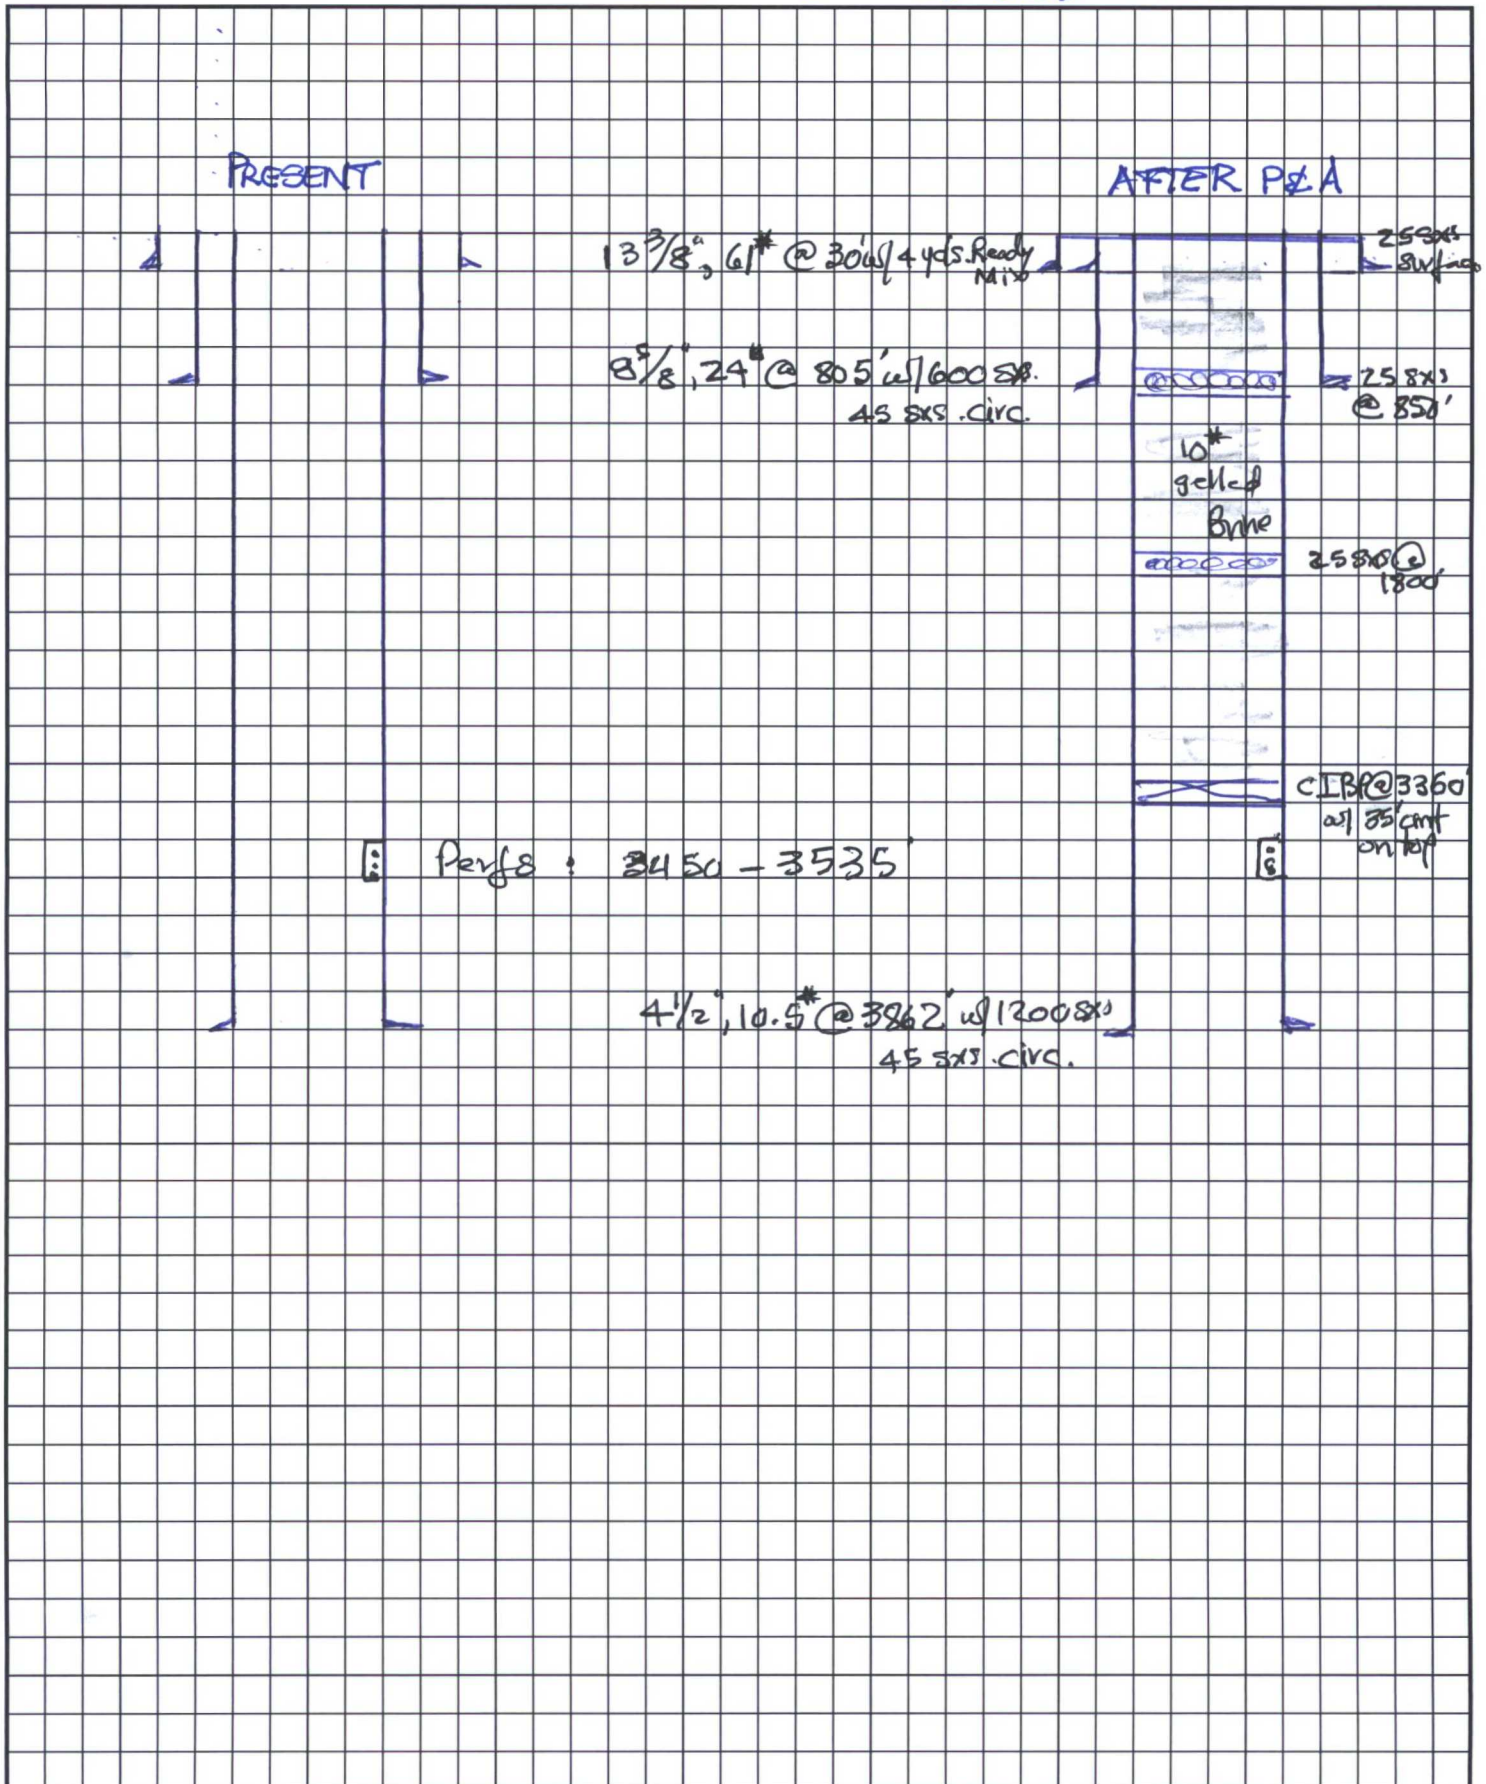 PRESENT
AFTER P&A
13 3/8", 61# @ 30' w/ 4 yds. Ready
Mix
25 sxs
Surface
8 5/8", 24# @ 805' w/ 600 sx.
45 sxs. circ.
25 sxs
@ 850'
10#
gelled
Brine
25 sxs @
1800'
CIBP @ 3360'
w/ 35' cmt
on top
Perfs : 3450 - 3535'
4 1/2", 10.5# @ 3862' w/ 1200 sxs
45 sxs. circ.